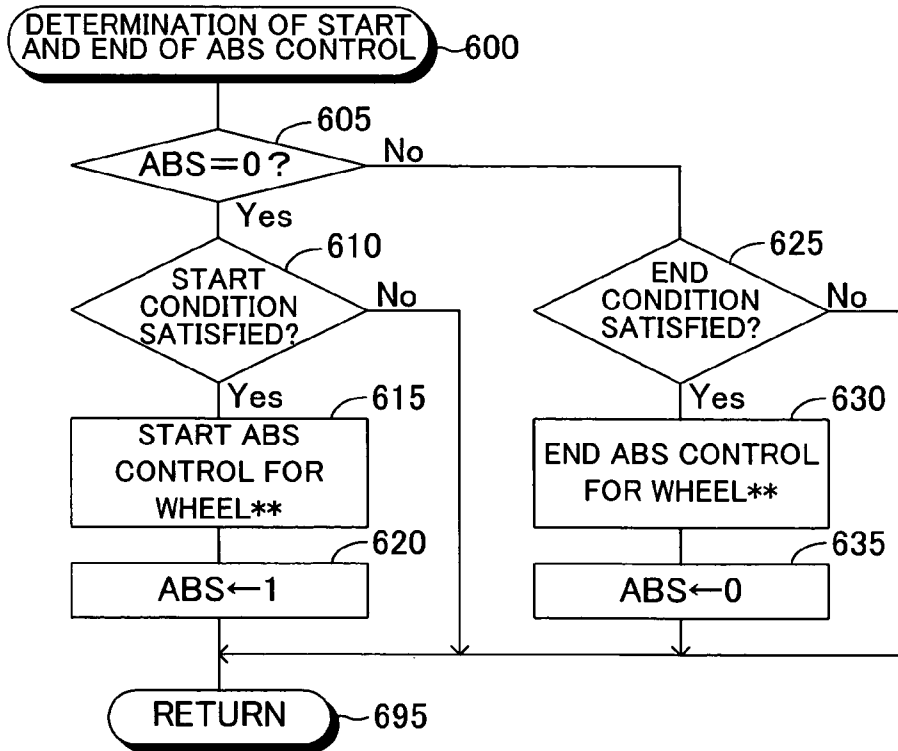 DETERMINATION OF START
AND END OF ABS CONTROL
600
605
ABS=0?
No
Yes
610
START
CONDITION
SATISFIED?
No
Yes
615
START ABS
CONTROL FOR
WHEEL**
620
ABS←1
625
END
CONDITION
SATISFIED?
No
Yes
630
END ABS CONTROL
FOR WHEEL**
635
ABS←0
RETURN
695